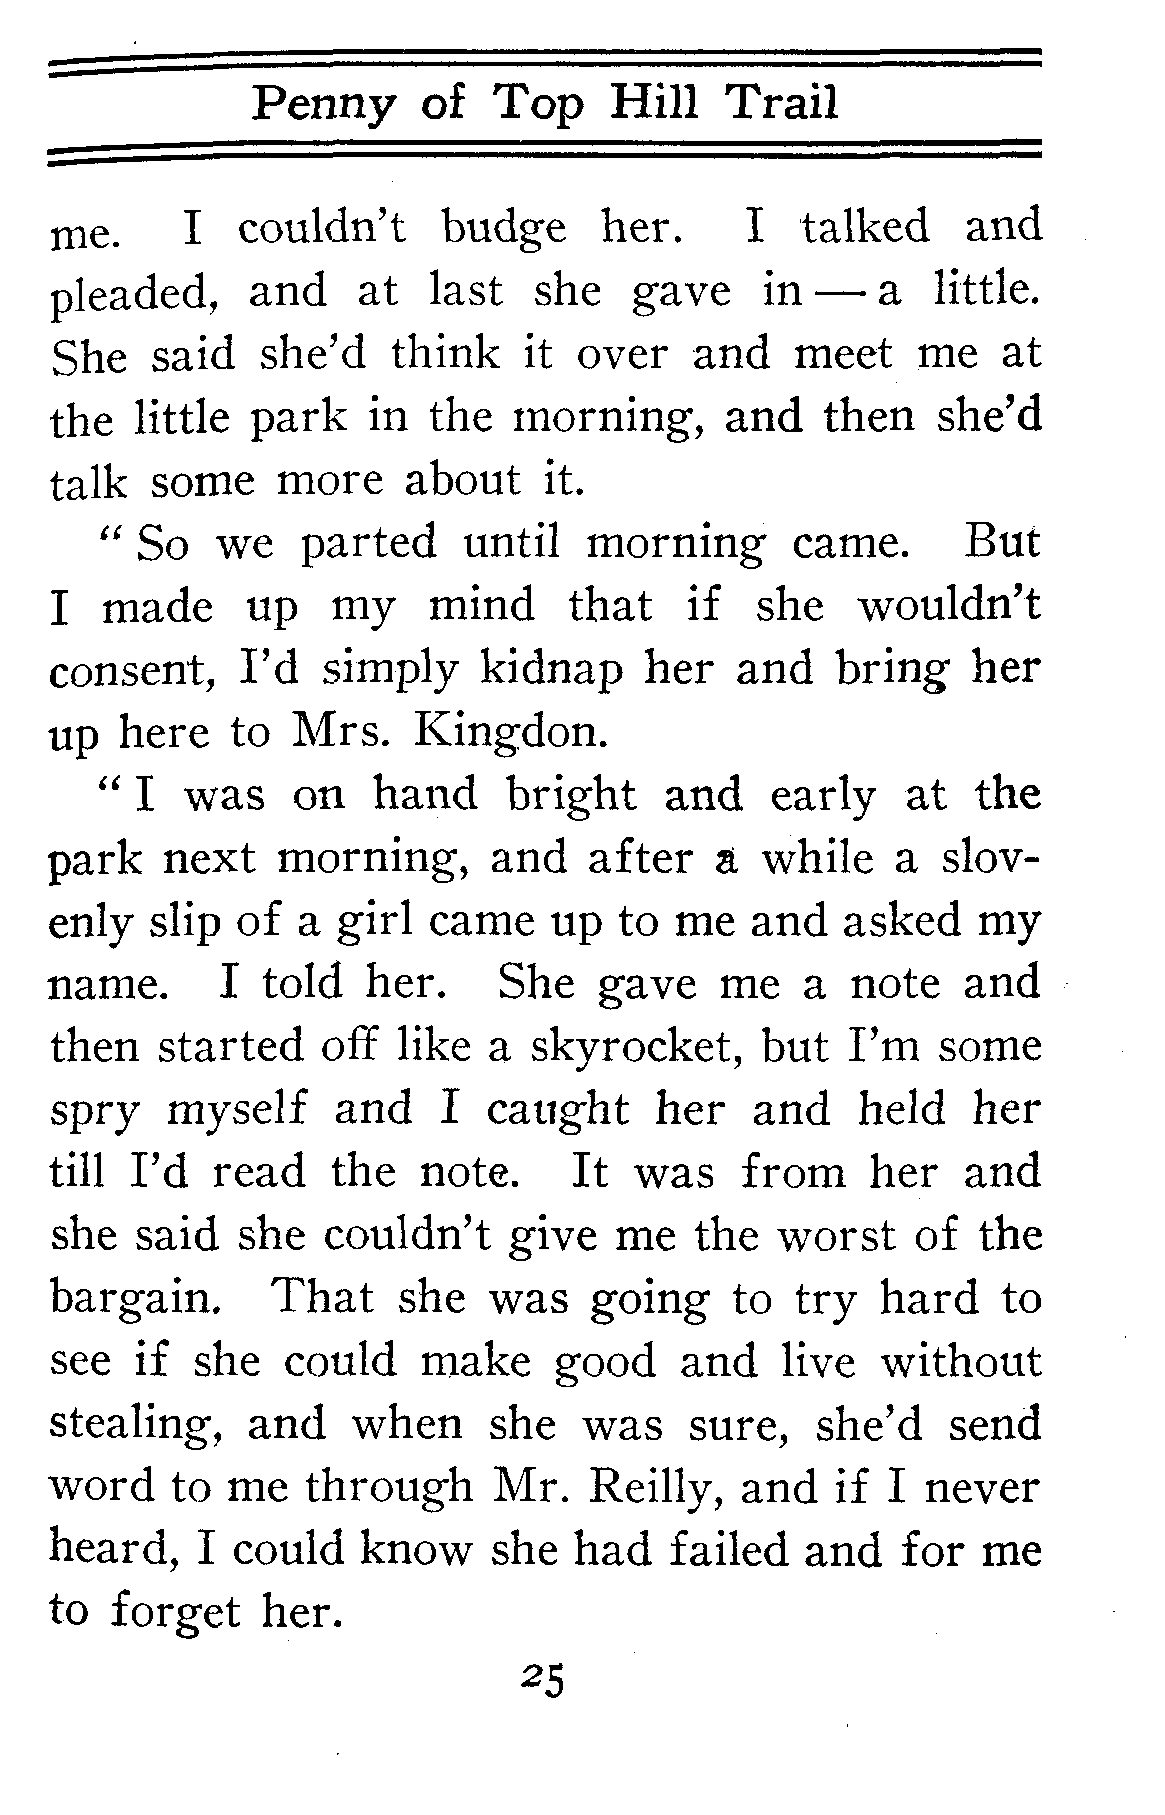 Penny of Top Hill Trail
me. I couldn't budge her. I talked and
pleaded, and at last she gave in — a little.
She said she'd think it over and meet me at
the little park in the morning, and then she'd
talk some more about it.
" So we parted until morning came. But
I made up my mind that if she wouldn't
consent, I'd simply kidnap her and bring her
up here to Mrs. Kingdon.
" I was on hand bright and early at the
park next morning, and after a while a slov-
enly slip of a girl came up to me and asked my
name. I told her. She gave me a note and
then started off like a skyrocket, but I'm some
spry myself and I caught her and held her
till I'd read the note. It was from her and
she said she couldn't give me the worst of the
bargain. That she was going to try hard to
see if she could make good and live without
stealing, and when she was sure, she'd send
word to me through Mr. Reilly, and if I never
heard, I could know she had failed and for me
to forget her.
25